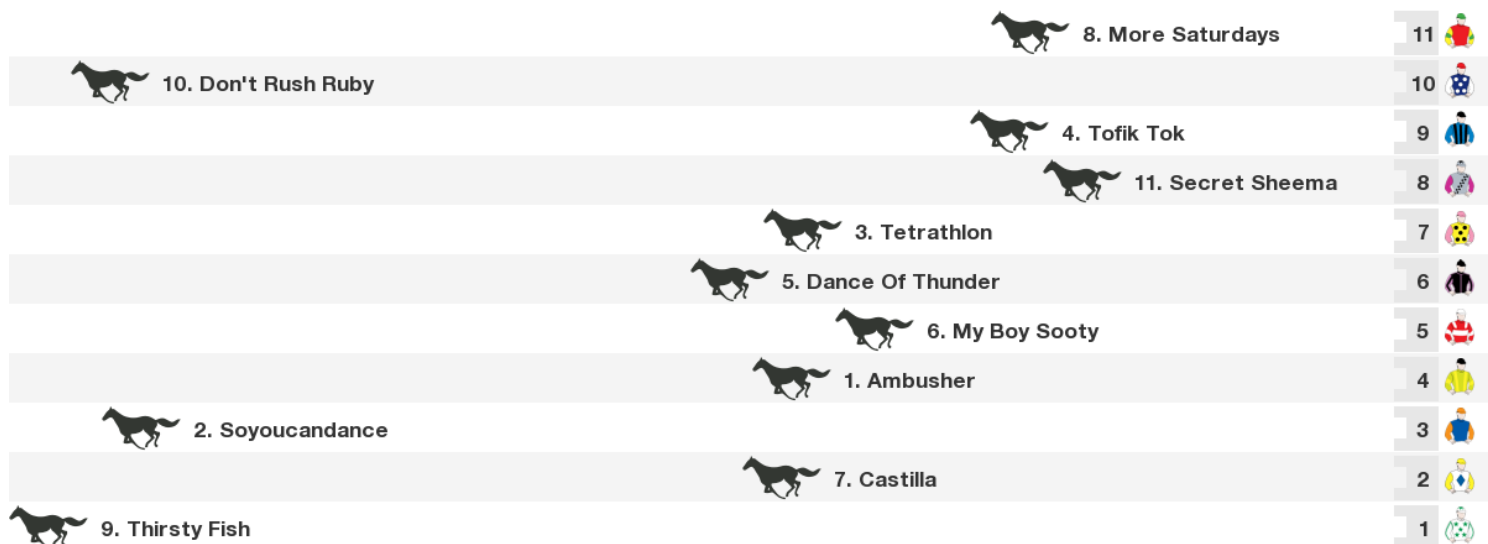 8. More Saturdays 11
10. Don't Rush Ruby 10
4. Tofik Tok 9
11. Secret Sheema 8
3. Tetrathlon 7
5. Dance Of Thunder 6
6. My Boy Sooty 5
1. Ambusher 4
2. Soyoucandance 3
7. Castilla 2
9. Thirsty Fish 1